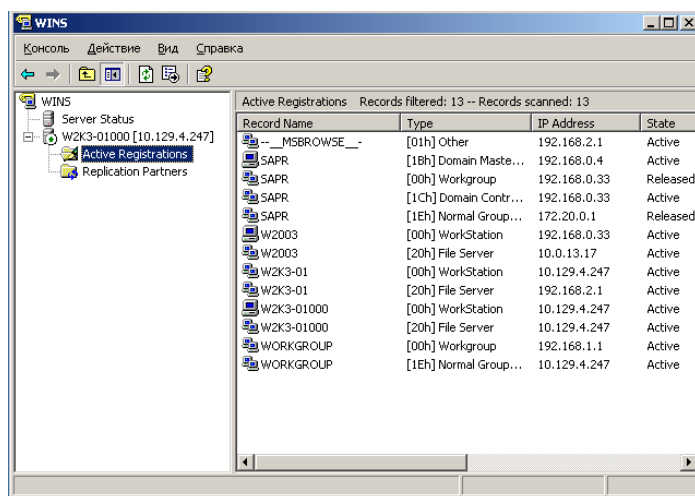 WINS
Консоль Действие Вид Справка
WINS
Server Status
W2K3-01000 [10.129.4.247]
Active Registrations
Replication Partners
Active Registrations Records filtered: 13 -- Records scanned: 13
Record Name Type IP Address State
--__MSBROWSE__- [01h] Other 192.168.2.1 Active
SAPR [1Bh] Domain Maste... 192.168.0.4 Active
SAPR [00h] Workgroup 192.168.0.33 Released
SAPR [1Ch] Domain Contr... 192.168.0.33 Active
SAPR [1Eh] Normal Group... 172.20.0.1 Released
W2003 [00h] WorkStation 192.168.0.33 Active
W2003 [20h] File Server 10.0.13.17 Active
W2K3-01 [00h] WorkStation 10.129.4.247 Active
W2K3-01 [20h] File Server 192.168.2.1 Active
W2K3-01000 [00h] WorkStation 10.129.4.247 Active
W2K3-01000 [20h] File Server 10.129.4.247 Active
WORKGROUP [00h] Workgroup 192.168.1.1 Active
WORKGROUP [1Eh] Normal Group... 10.129.4.247 Active